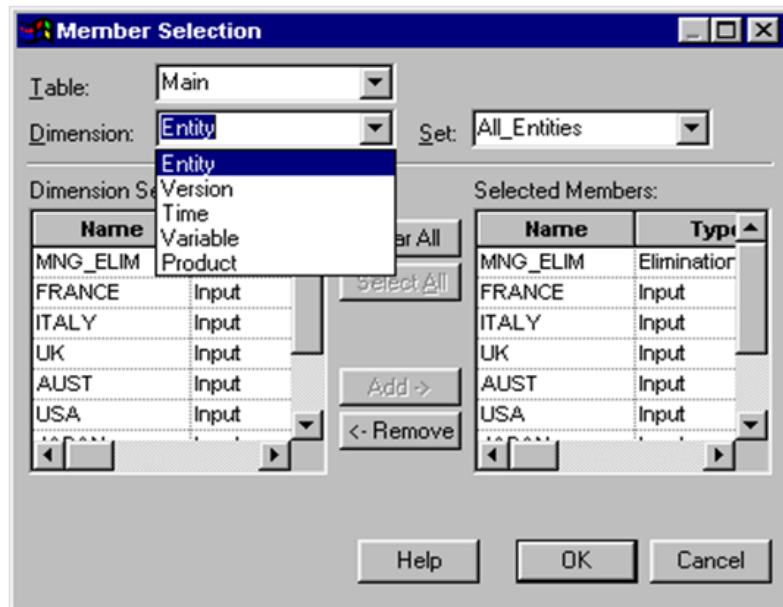 Member Selection
Table: Main
Dimension: Entity Set: All_Entities
Entity
Version
Time
Variable
Product
Dimension Se Selected Members:
Name
MNG_ELIM
FRANCE Input
ITALY Input
UK Input
AUST Input
USA Input
ar All
Select All
Add ->
<- Remove
Name Type
MNG_ELIM Elimination
FRANCE Input
ITALY Input
UK Input
AUST Input
USA Input
Help OK Cancel